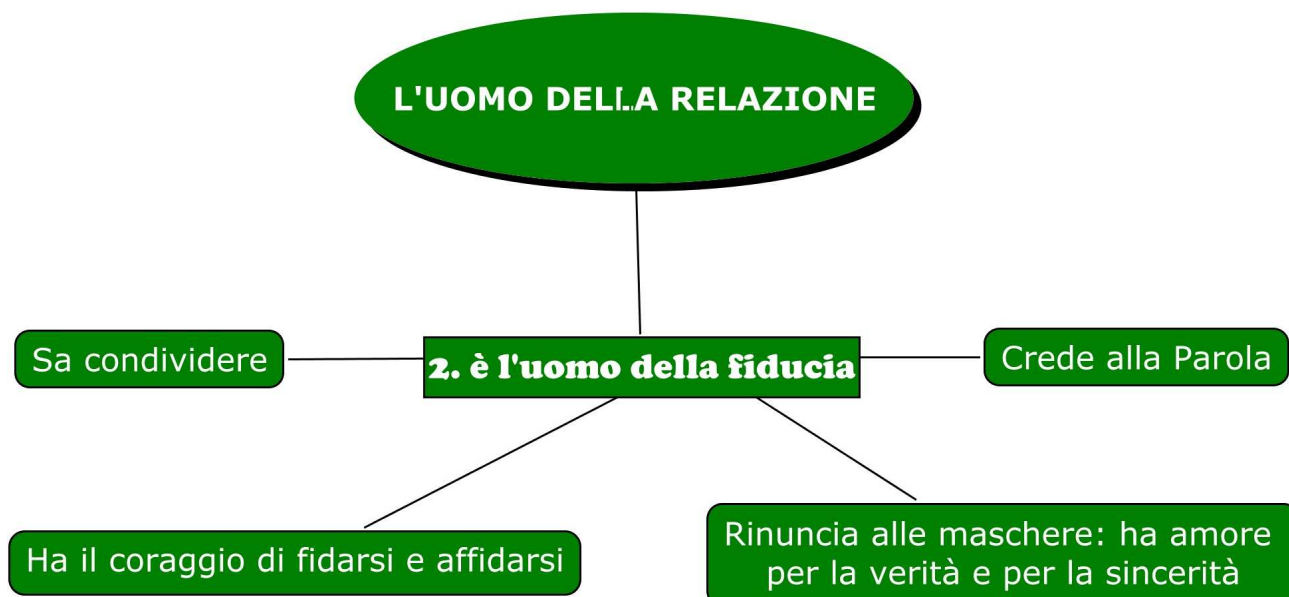 L'UOMO DELLA RELAZIONE
Sa condividere
2. è l'uomo della fiducia
Crede alla Parola
Ha il coraggio di fidarsi e affidarsi
Rinuncia alle maschere: ha amore
per la verità e per la sincerità